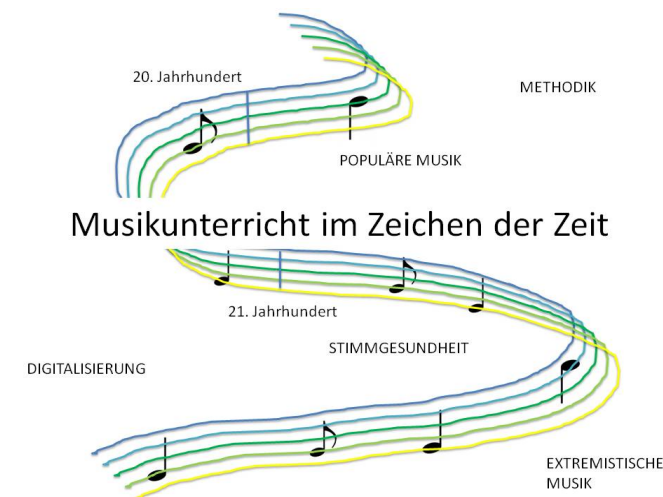 20. Jahrhundert
METHODIK
POPULÄRE MUSIK
Musikunterricht im Zeichen der Zeit
21. Jahrhundert
STIMMGESUNDHEIT
DIGITALISIERUNG
EXTREMISTISCHE
MUSIK